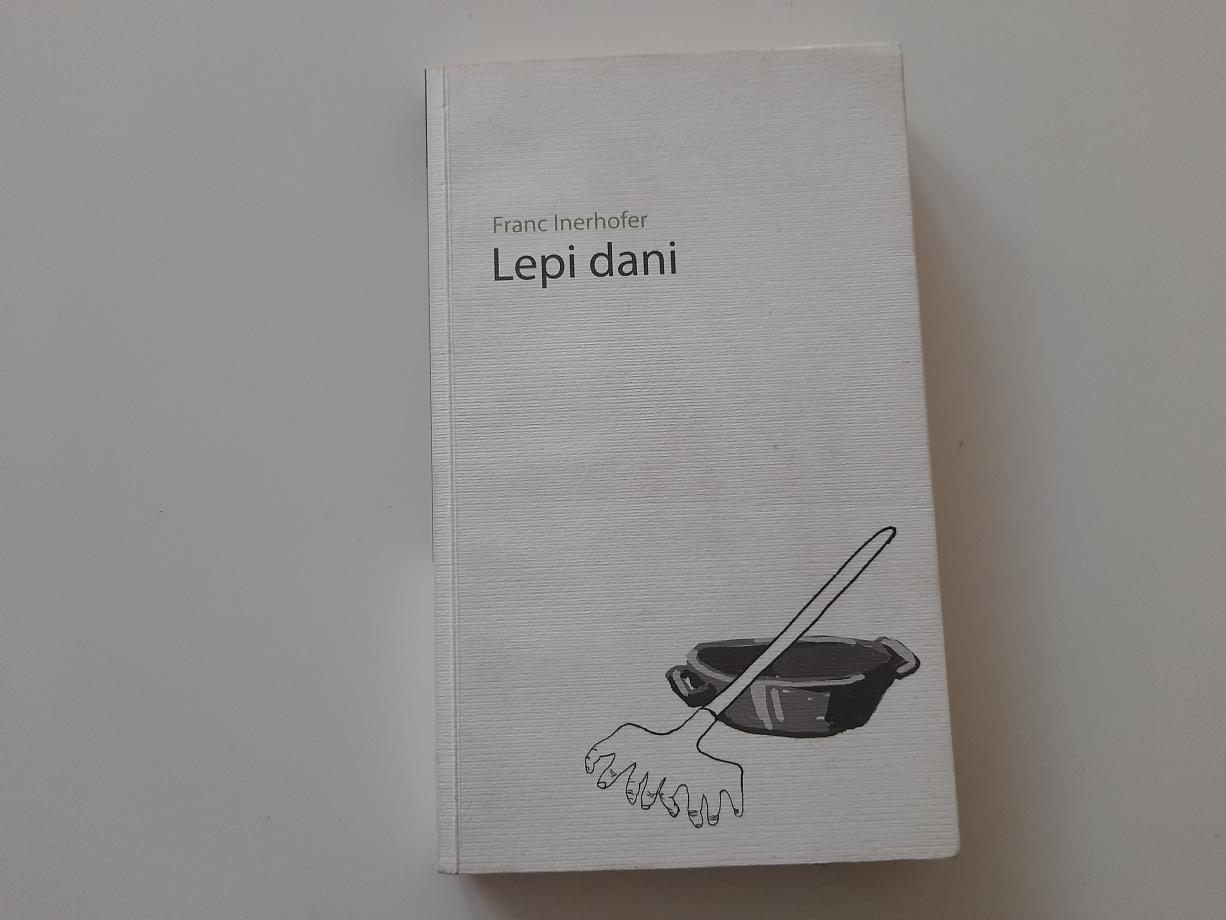 Franc Inerhofer
Lepi dani